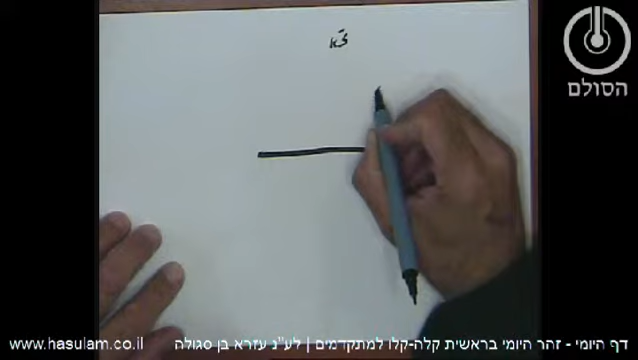 הסולם
דף היומי - זהר היומי בראשית קלה-קלו למתקדמים | לע"נ עזרא בן סגולה
www.hasulam.co.il